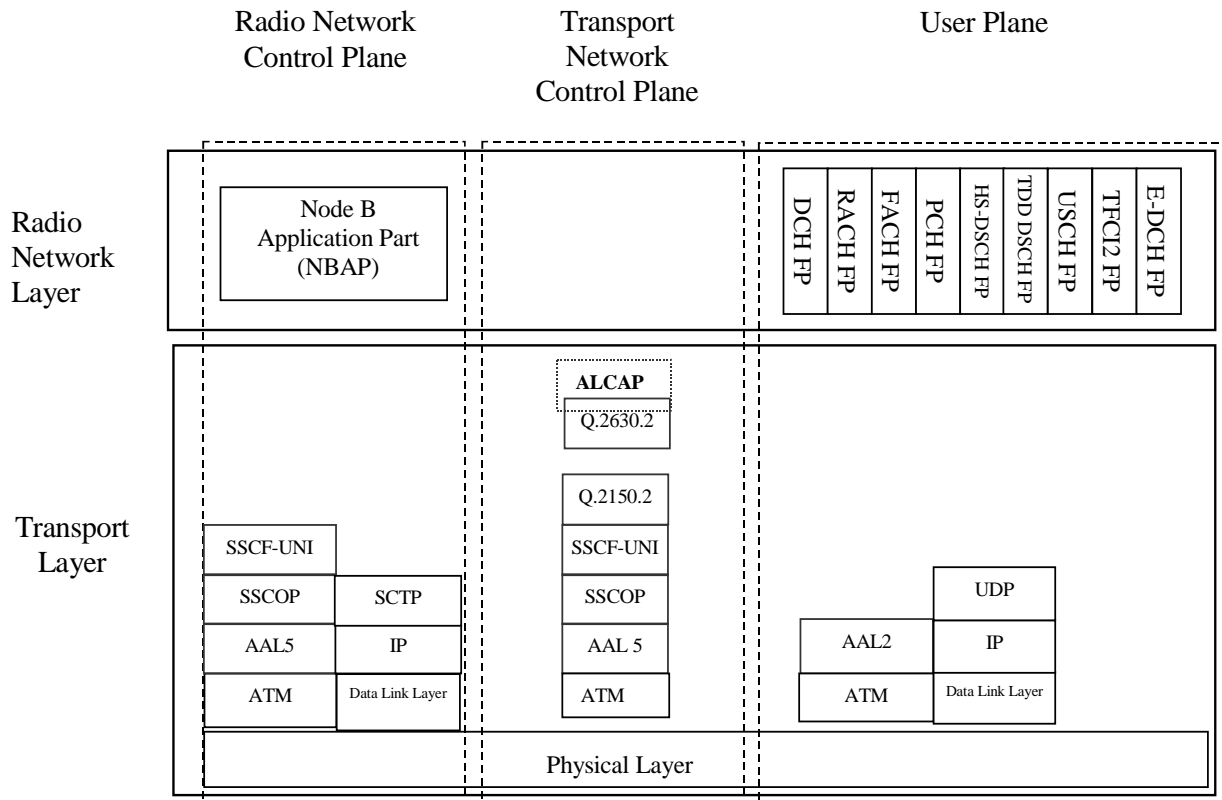 Radio Network
Control Plane
Transport
Network
Control Plane
User Plane
Radio
Network
Layer
Node B
Application Part
(NBAP)
DCH FP
RACH FP
FACH FP
PCH FP
HS-DSCH FP
TDD DSCH FP
USCH FP
TFCI2 FP
E-DCH FP
Transport
Layer
SSCF-UNI
SSCOP
AAL5
ATM
SCTP
IP
Data Link Layer
ALCAP
Q.2630.2
Q.2150.2
SSCF-UNI
SSCOP
AAL 5
ATM
AAL2
ATM
UDP
IP
Data Link Layer
Physical Layer